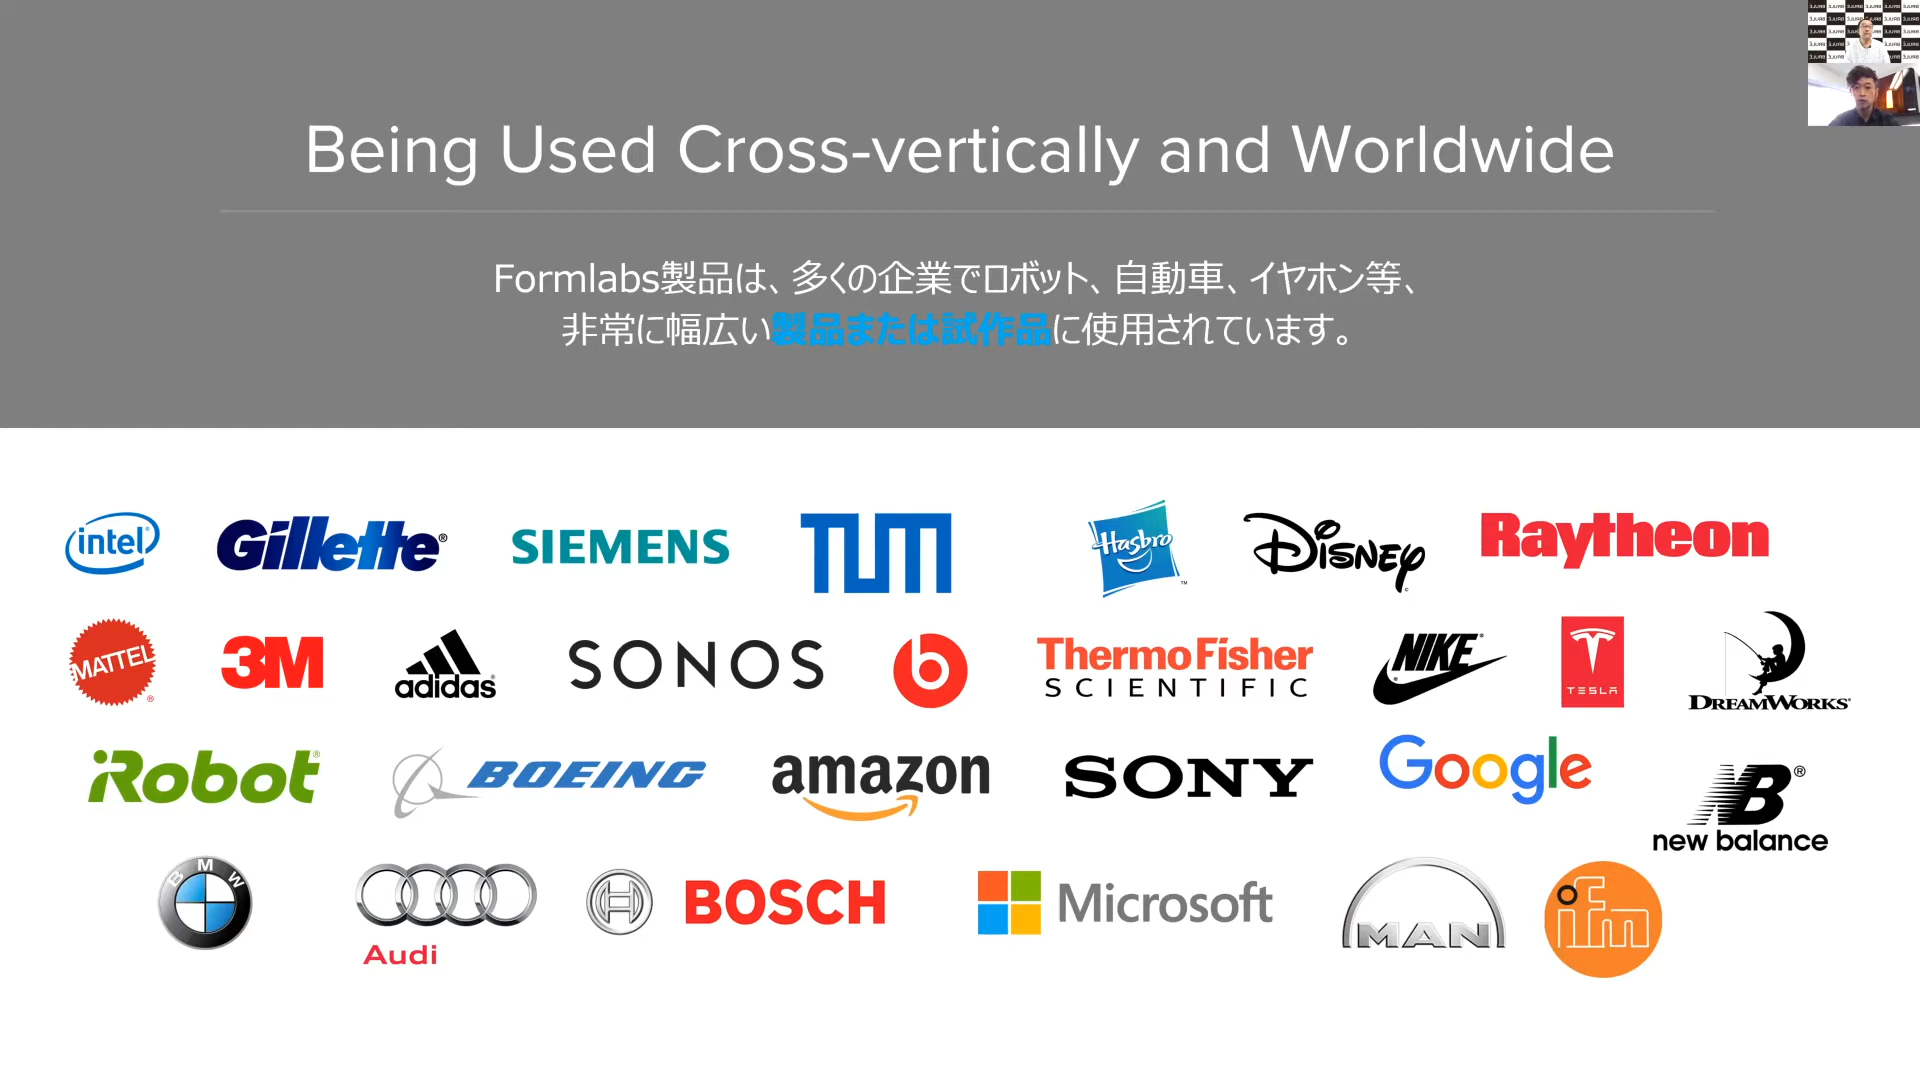 Being Used Cross-vertically and Worldwide
Formlabs製品は、多くの企業でロボット、自動車、イヤホン等、
非常に幅広い製品または試作品に使用されています。
intel
Gillette®
SIEMENS
TUM
Hasbro
™
DISNEY
Raytheon
MATTEL
®
3M
adidas
SONOS
b
ThermoFisher
SCIENTIFIC
NIKE
TESLA
DREAMWORKS
iRobot®
BOEING
amazon
SONY
Google
NB®
new balance
BMW
Audi
BOSCH
Microsoft
MAN
ifm